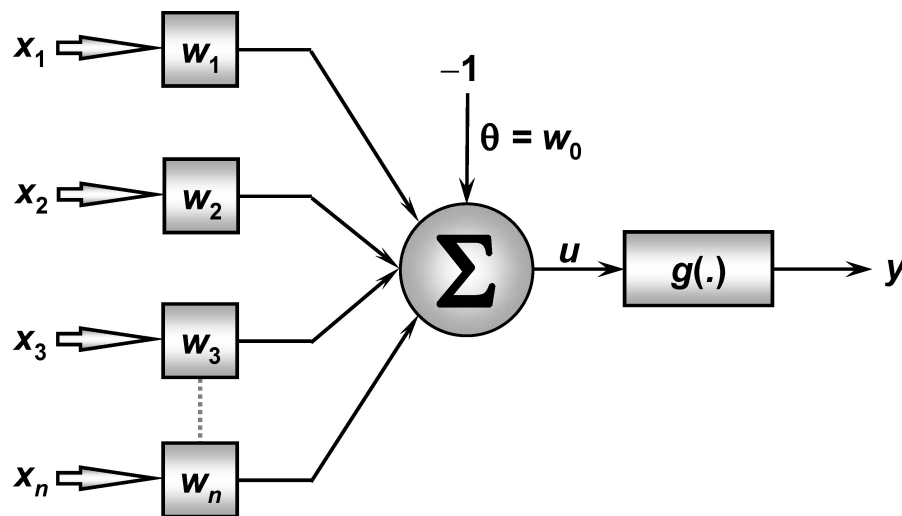 x₁
w₁
−1
θ = w₀
x₂
w₂
Σ
u
g(.)
y
x₃
w₃
xₙ
wₙ